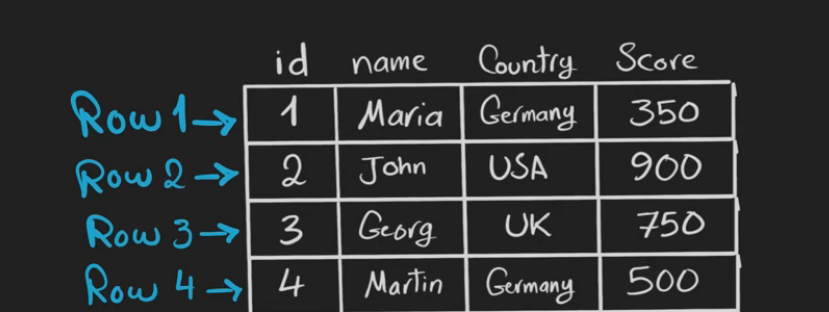 id name Country Score
Row 1 → 1 Maria Germany 350
Row 2 → 2 John USA 900
Row 3 → 3 Georg UK 750
Row 4 → 4 Martin Germany 500